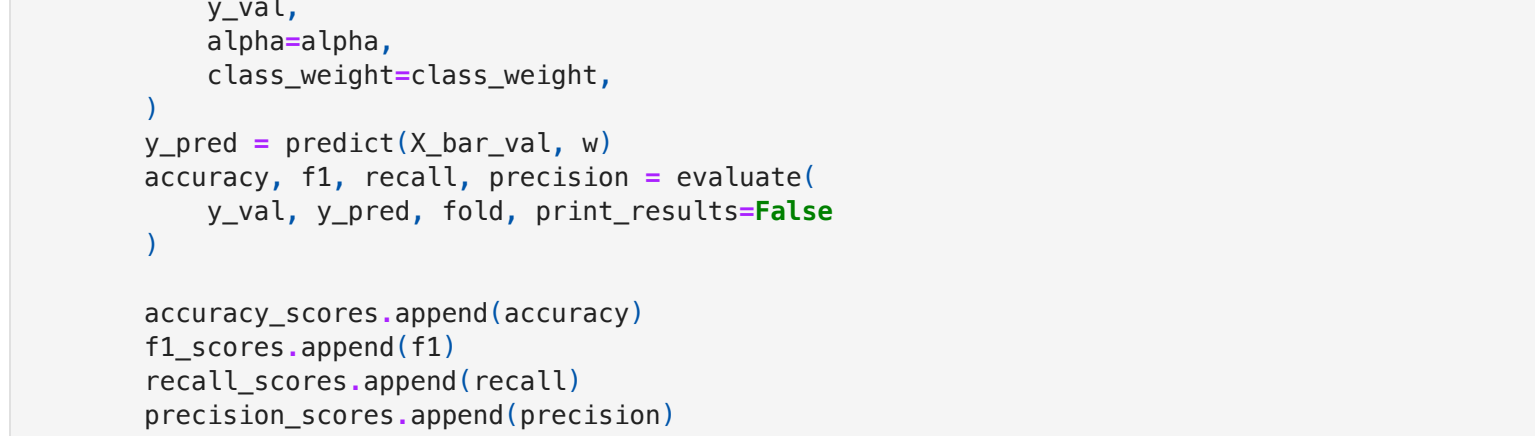 y_val,
alpha=alpha,
class_weight=class_weight,
)
y_pred = predict(X_bar_val, w)
accuracy, f1, recall, precision = evaluate(
y_val, y_pred, fold, print_results=False
)
accuracy_scores.append(accuracy)
f1_scores.append(f1)
recall_scores.append(recall)
precision_scores.append(precision)